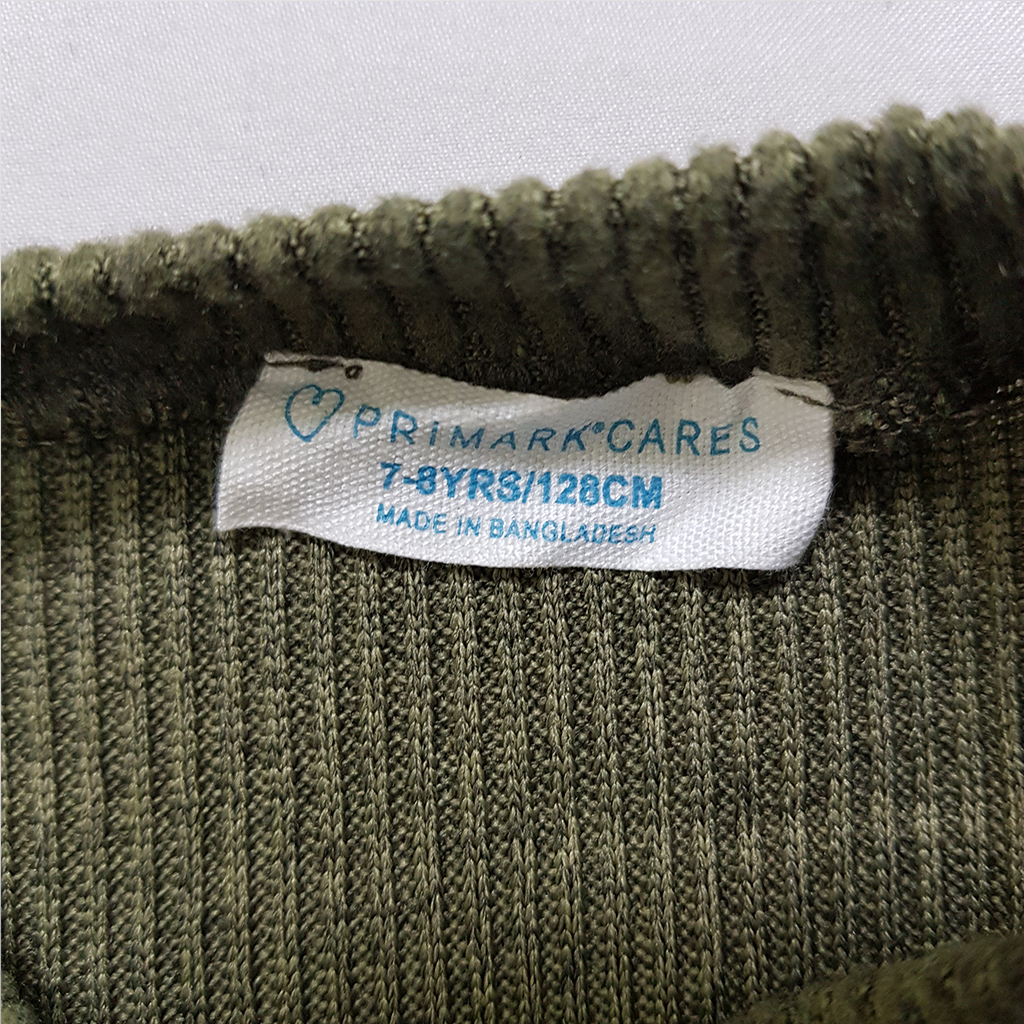 PRIMARK®CARES
7-8YRS/128CM
MADE IN BANGLADESH